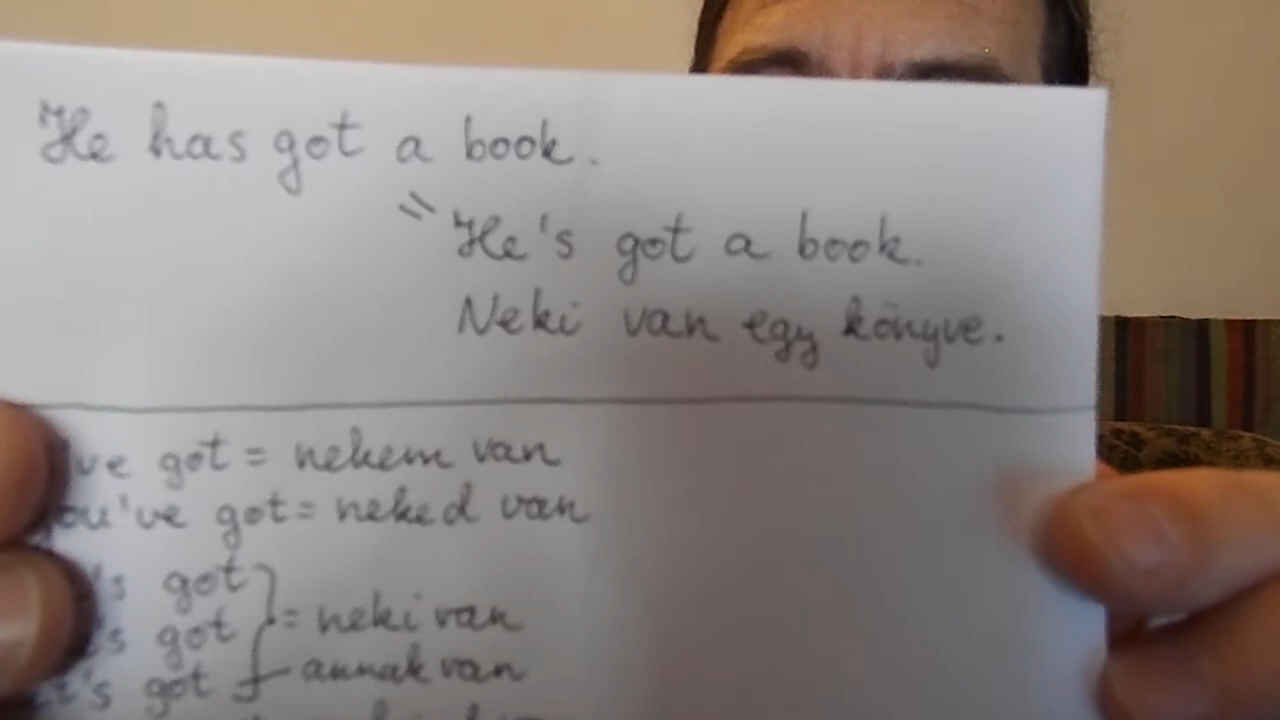 He has got a book.
" He's got a book.
Neki van egy könyve.
've got = nekem van
ou've got = neked van
's got
's got = neki van
t's got annak van